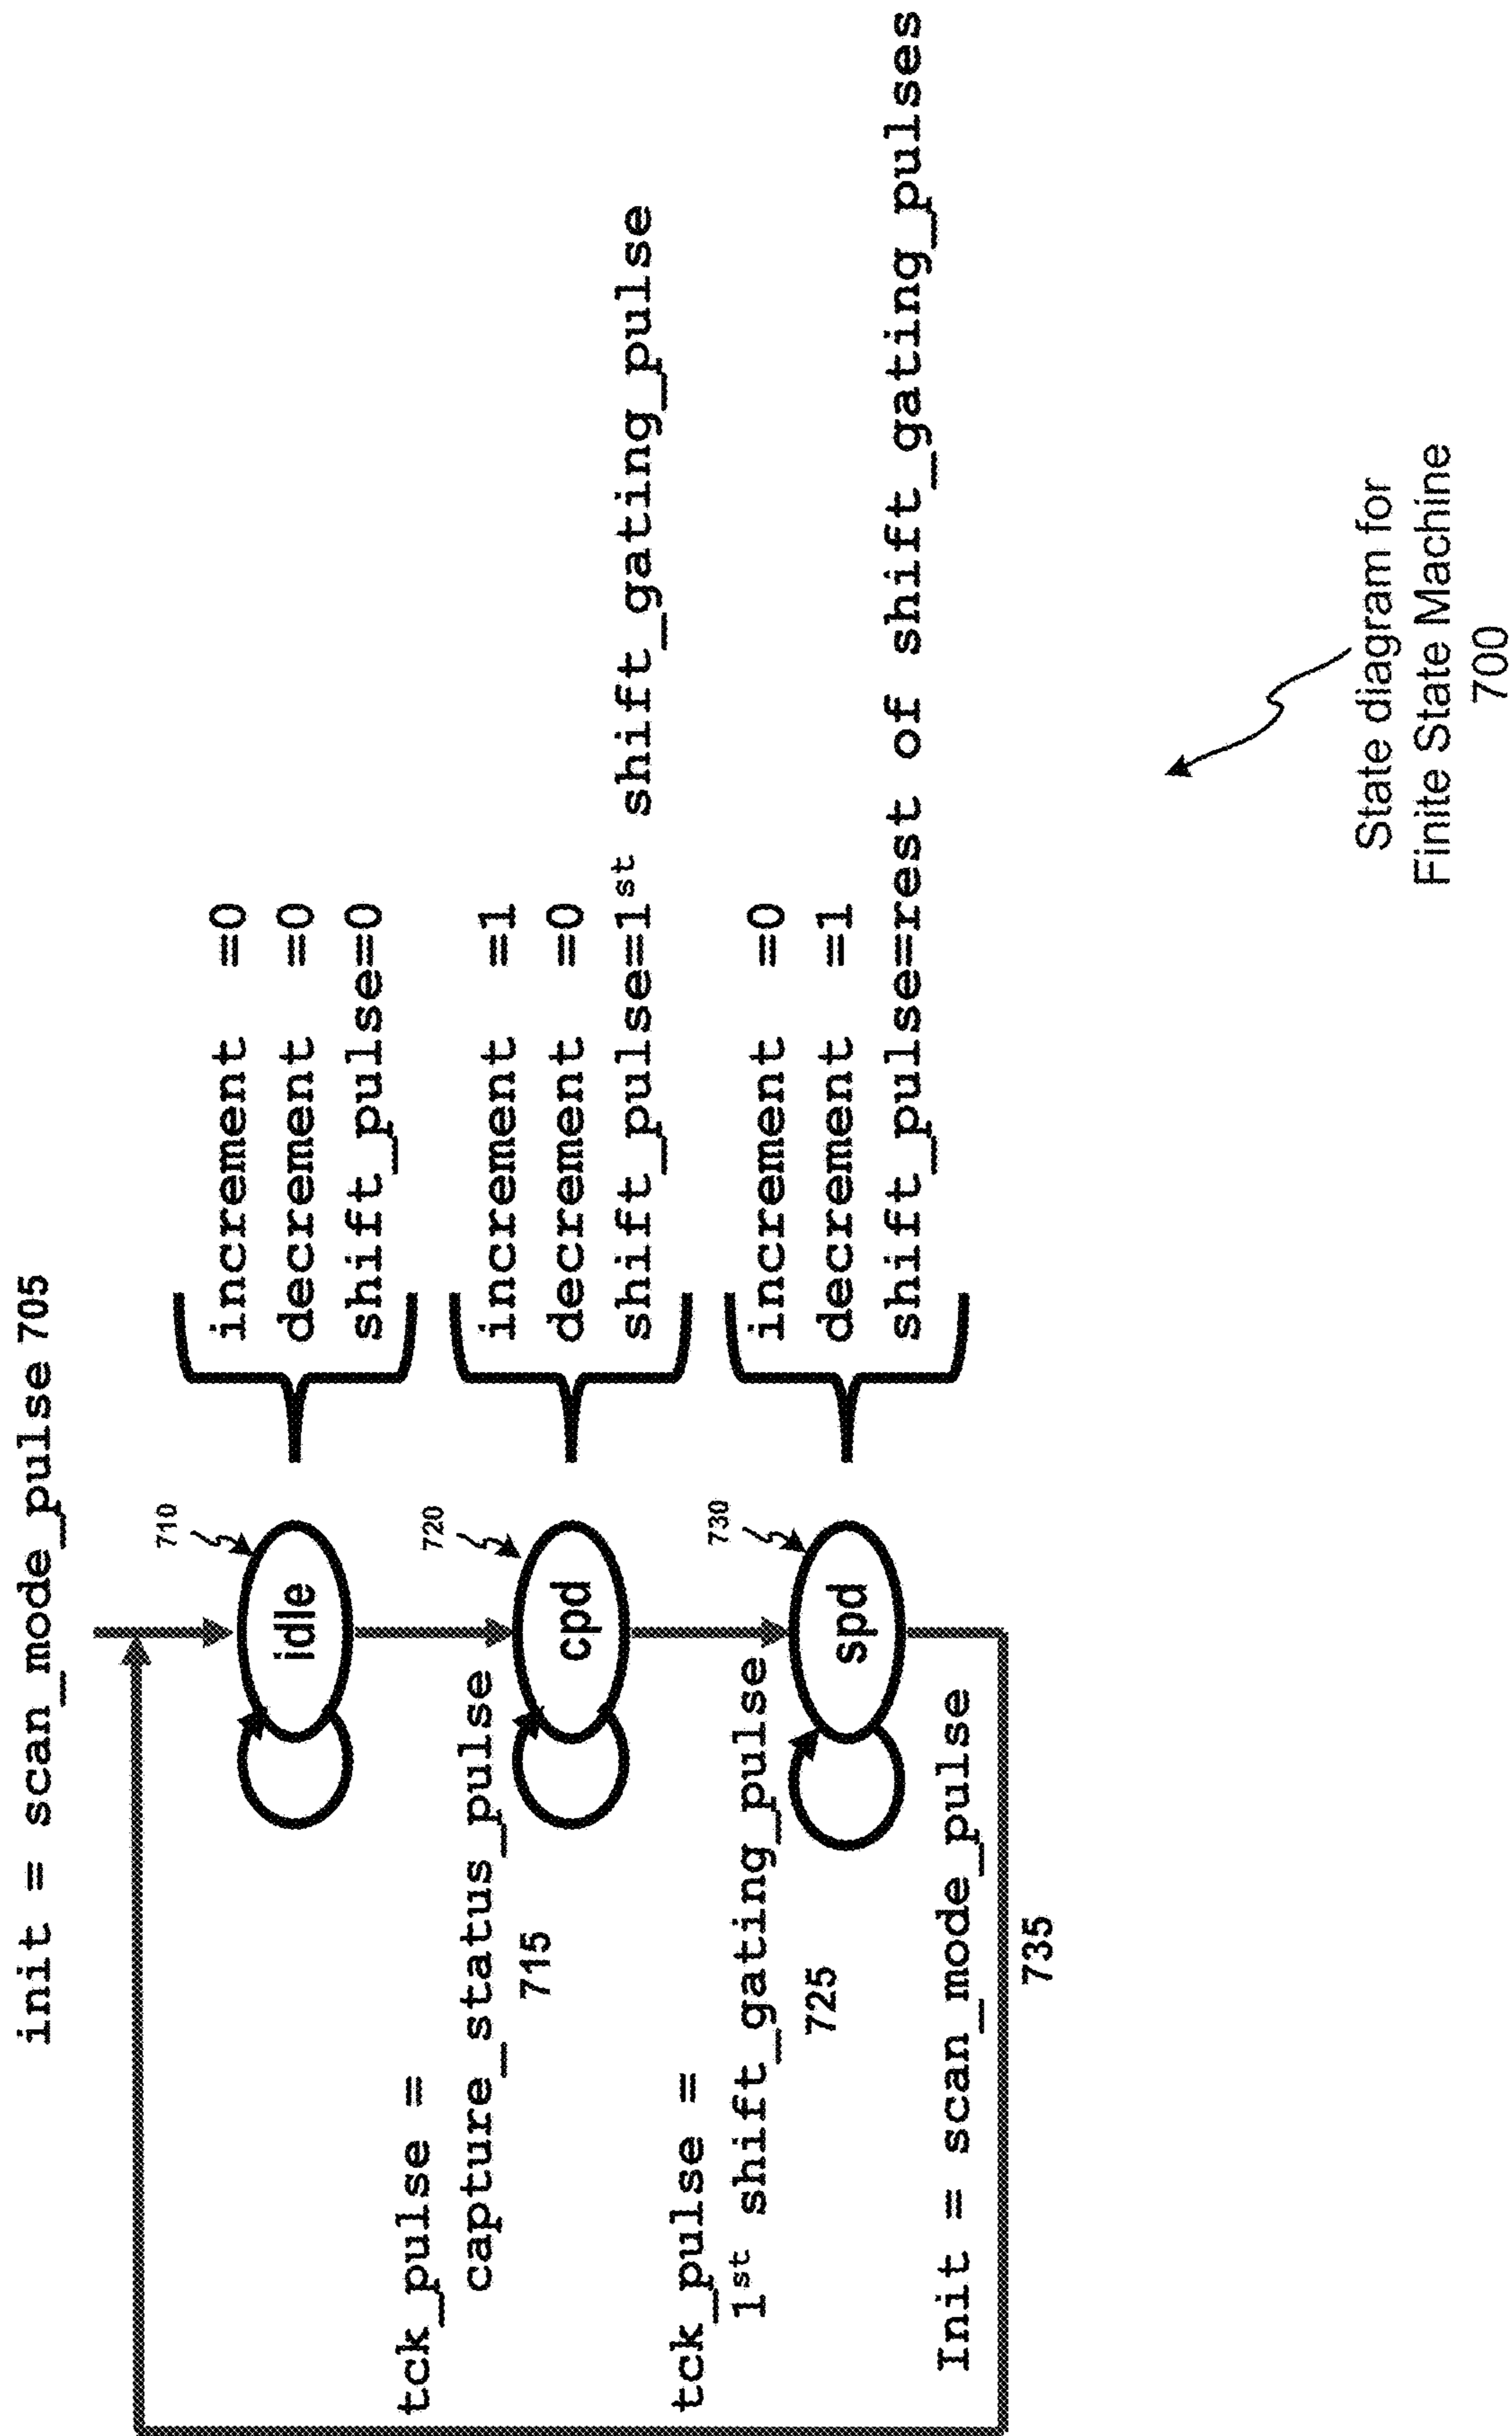 init = scan_mode_pulse 705
710
idle
increment =0
decrement =0
shift_pulse=0
tck_pulse =
capture_status_pulse
715
720
cpd
increment =1
decrement =0
shift_pulse=1st shift_gating_pulse
tck_pulse =
1st shift_gating_pulse
725
730
spd
increment =0
decrement =1
shift_pulse=rest of shift_gating_pulses
Init = scan_mode_pulse
735
State diagram for
Finite State Machine
700